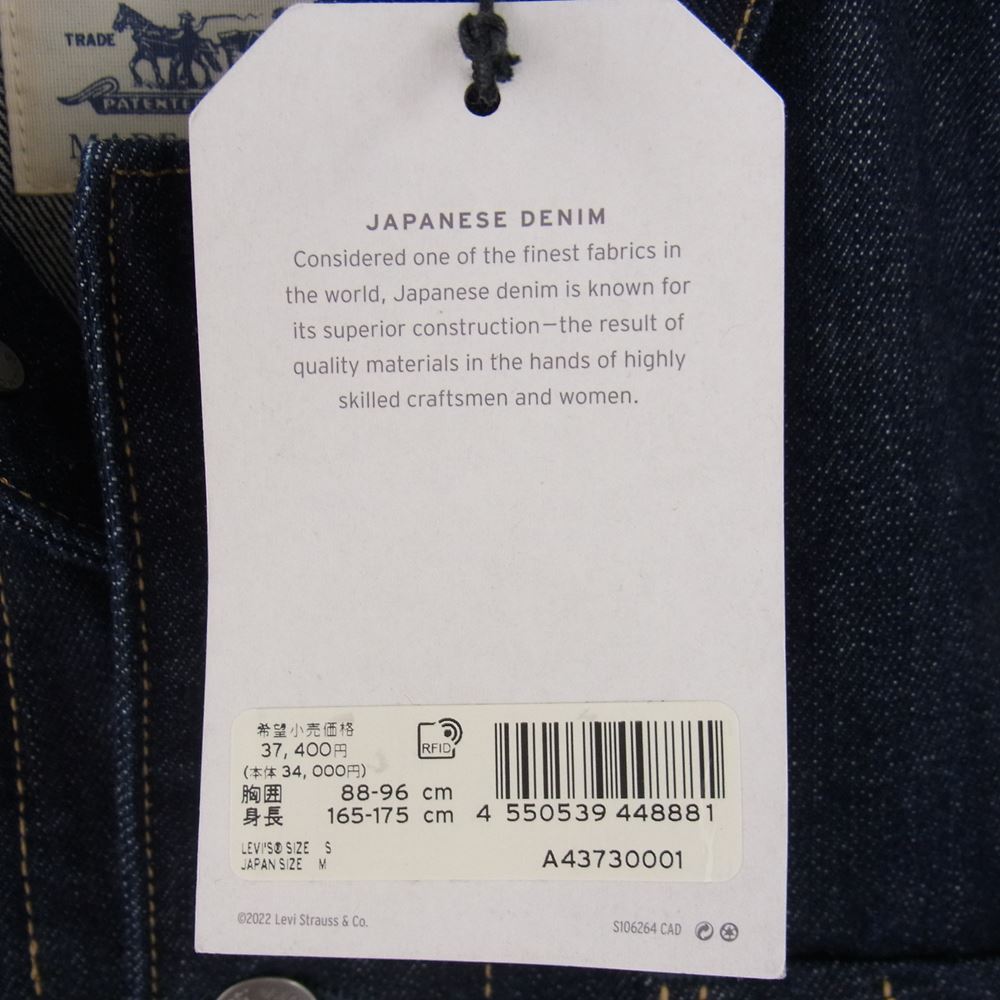 TRADE
JAPANESE DENIM
Considered one of the finest fabrics in
the world, Japanese denim is known for
its superior construction—the result of
quality materials in the hands of highly
skilled craftsmen and women.
希望小売価格
37,400円
(本体 34,000円)
胸囲 88-96 cm
身長 165-175 cm
LEVI'S® SIZE S
JAPAN SIZE M
RFID
4 550539 448881
A43730001
©2022 Levi Strauss & Co.
S106264 CAD